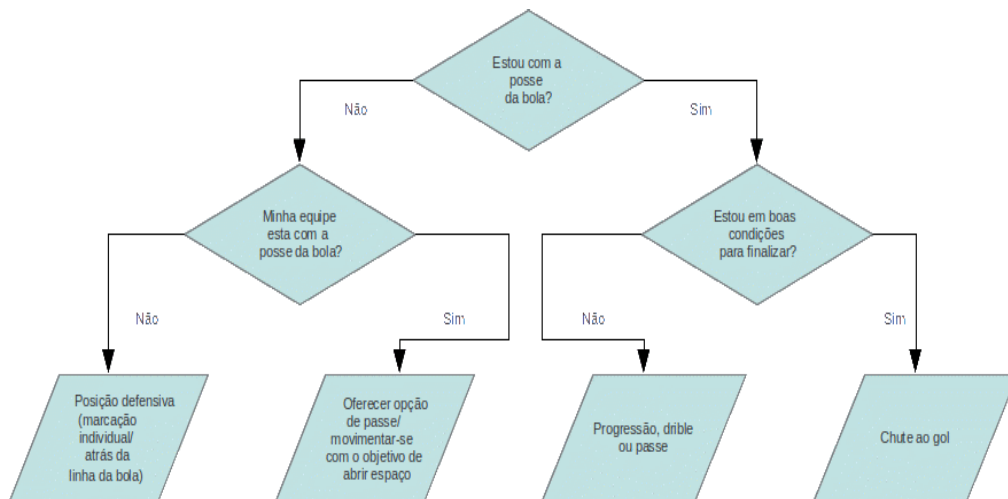 Estou com a
posse
da bola?
Não
Sim
Minha equipe
esta com a
posse da bola?
Estou em boas
condições
para finalizar?
Não
Sim
Não
Sim
Posição defensiva
(marcação
individual/
atrás da
linha da bola)
Oferecer opção
de passe/
movimentar-se
com o objetivo de
abrir espaço
Progressão, drible
ou passe
Chute ao gol